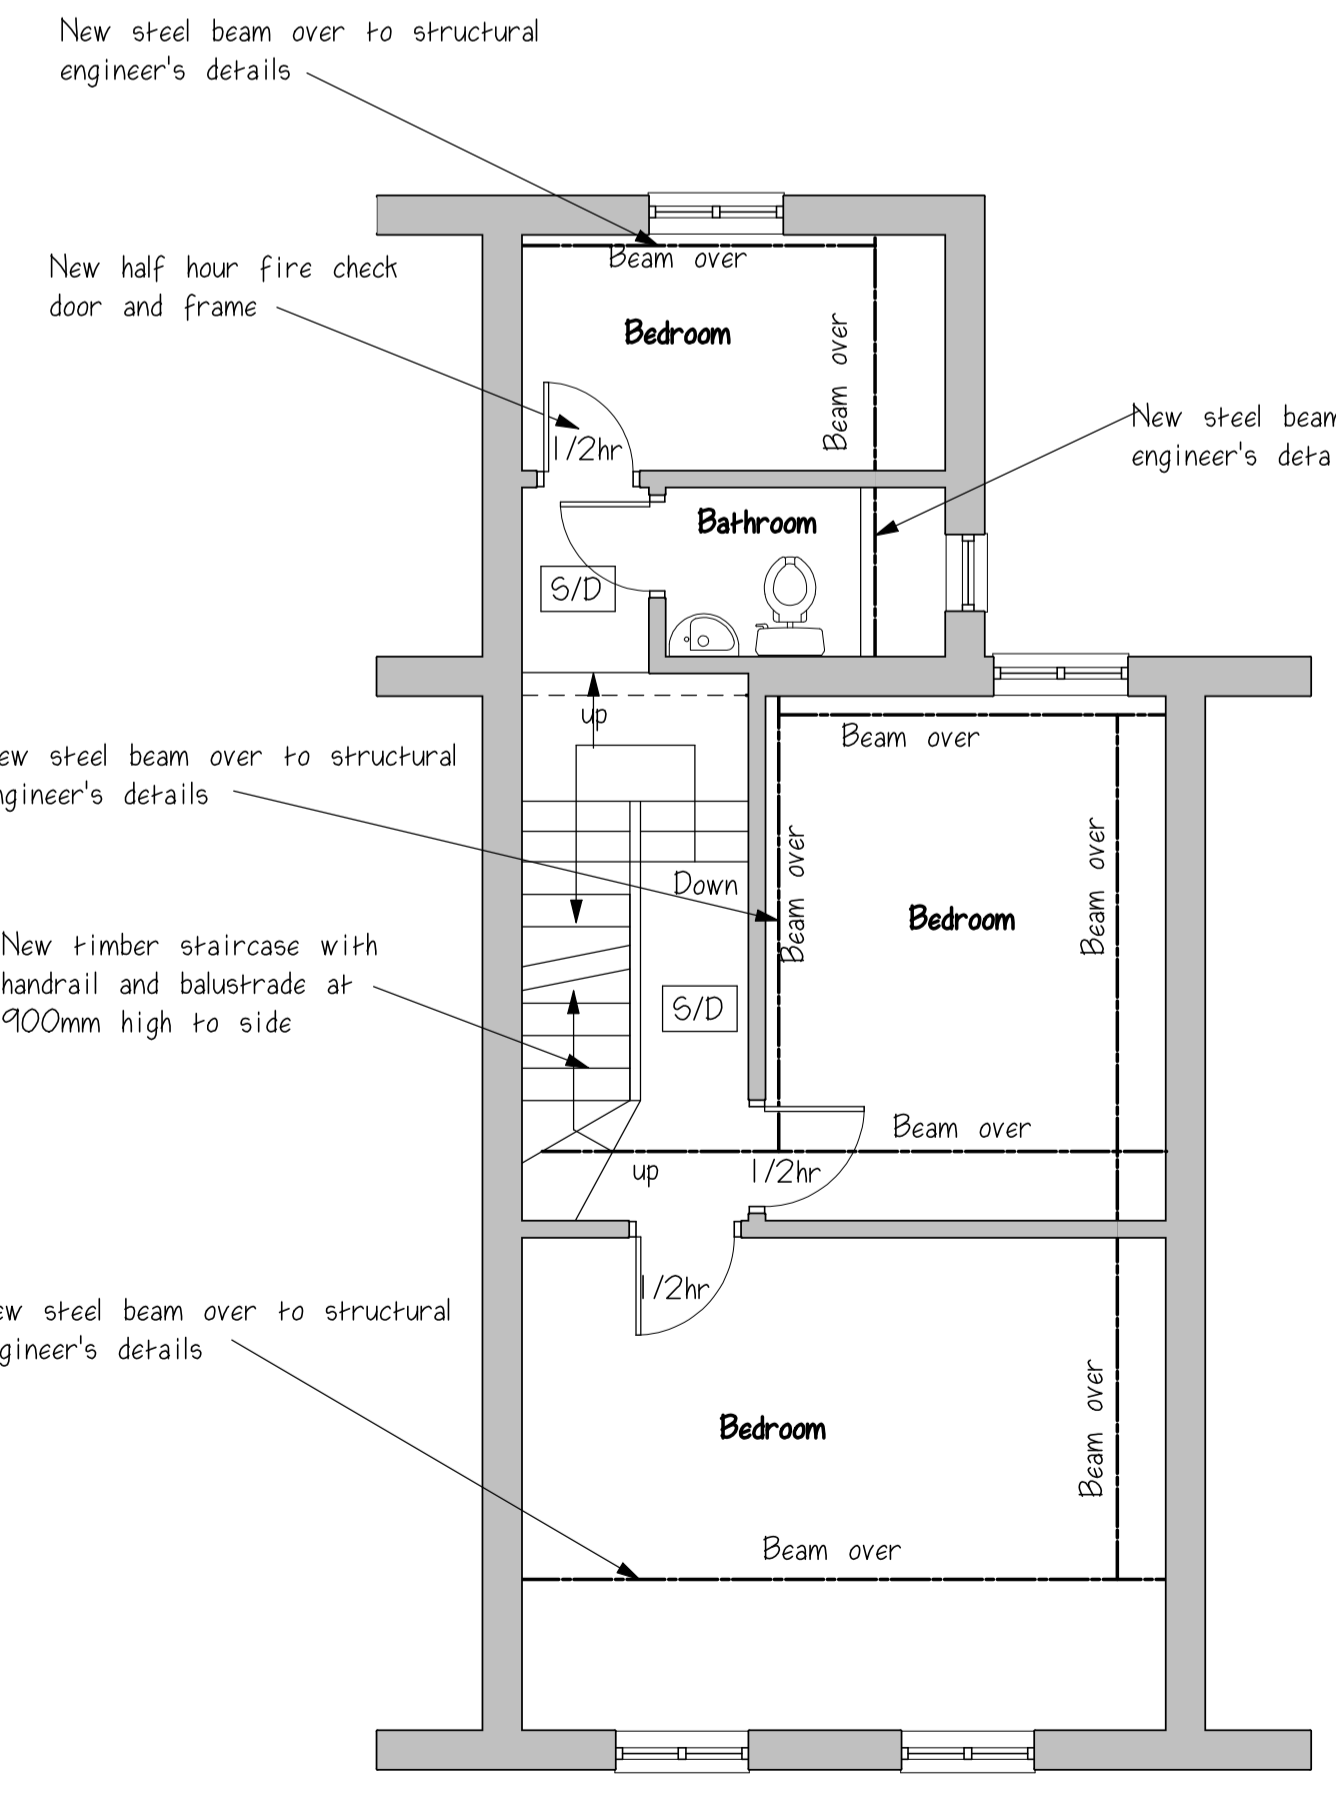 New steel beam over to structural
engineer's details
New half hour fire check
door and frame
Beam over
Bedroom
Beam over
1/2hr
New steel beam
engineer's deta
Bathroom
S/D
up
ew steel beam over to structural
ngineer's details
Beam over
Down
Beam over
Bedroom
Beam over
New timber staircase with
handrail and balustrade at
900mm high to side
S/D
Beam over
up
1/2hr
1/2hr
ew steel beam over to structural
gineer's details
Bedroom
Beam over
Beam over